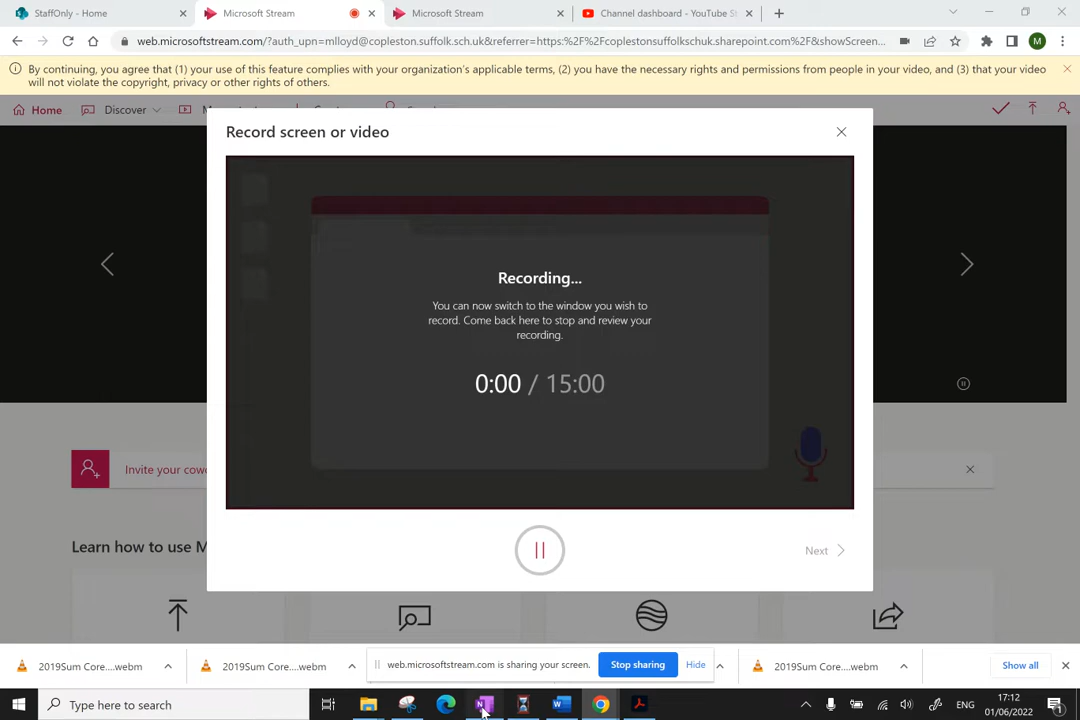 StaffOnly - Home
Microsoft Stream
Microsoft Stream
Channel dashboard - YouTube St
web.microsoftstream.com/?auth_upn=mlloyd@copleston.suffolk.sch.uk&referrer=https:%2F%2Fcoplestonsuffolkschuk.sharepoint.com%2F&showScreen...
M
By continuing, you agree that (1) your use of this feature complies with your organization's applicable terms, (2) you have the necessary rights and permissions from people in your video, and (3) that your video
will not violate the copyright, privacy or other rights of others.
Home
Discover
Record screen or video
Recording...
You can now switch to the window you wish to
record. Come back here to stop and review your
recording.
0:00 / 15:00
Invite your cowo
Next
Learn how to use M
2019Sum Core....webm
2019Sum Core....webm
web.microsoftstream.com is sharing your screen.
Stop sharing
Hide
2019Sum Core....webm
Show all
Type here to search
ENG
17:12
01/06/2022